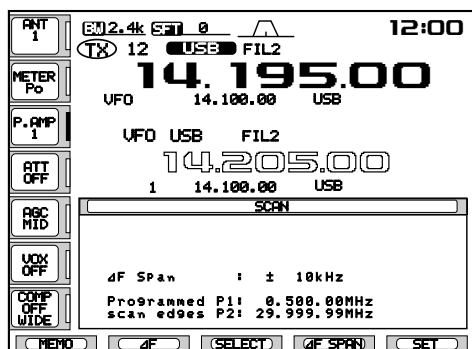 ANT
1
BW 2.4k SFT 0
12:00
TX 12 USB FIL2
METER
Po
14.195.00
VFO 14.100.00 USB
P.AMP
1
VFO USB FIL2
14.205.00
ATT
OFF
1 14.100.00 USB
AGC
MID
SCAN
VOX
OFF
ΔF Span : ± 10kHz
COMP
OFF
WIDE
Programmed P1: 0.500.00MHz
scan edges P2: 29.999.99MHz
MEMO ΔF SELECT ΔF SPAN SET